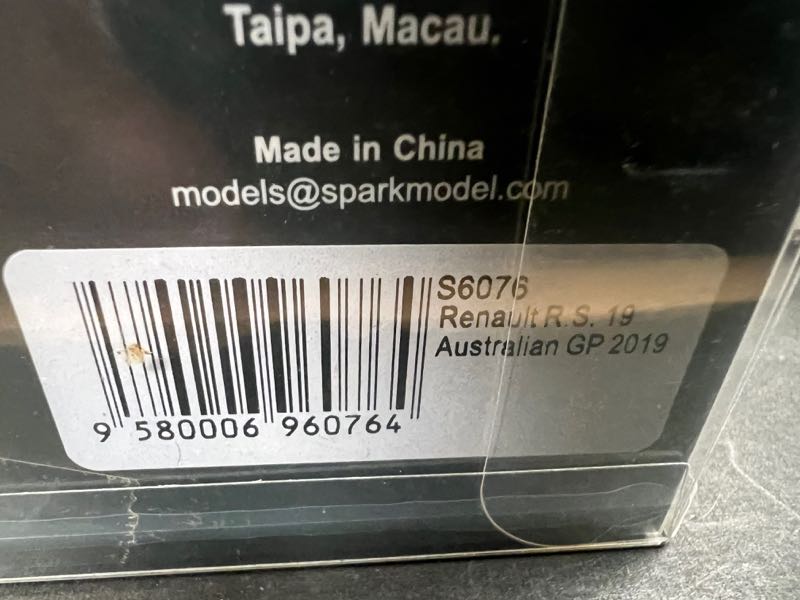 Taipa, Macau.
Made in China
models@sparkmodel.com
S6076
Renault R.S. 19
Australian GP 2019
9 580006 960764